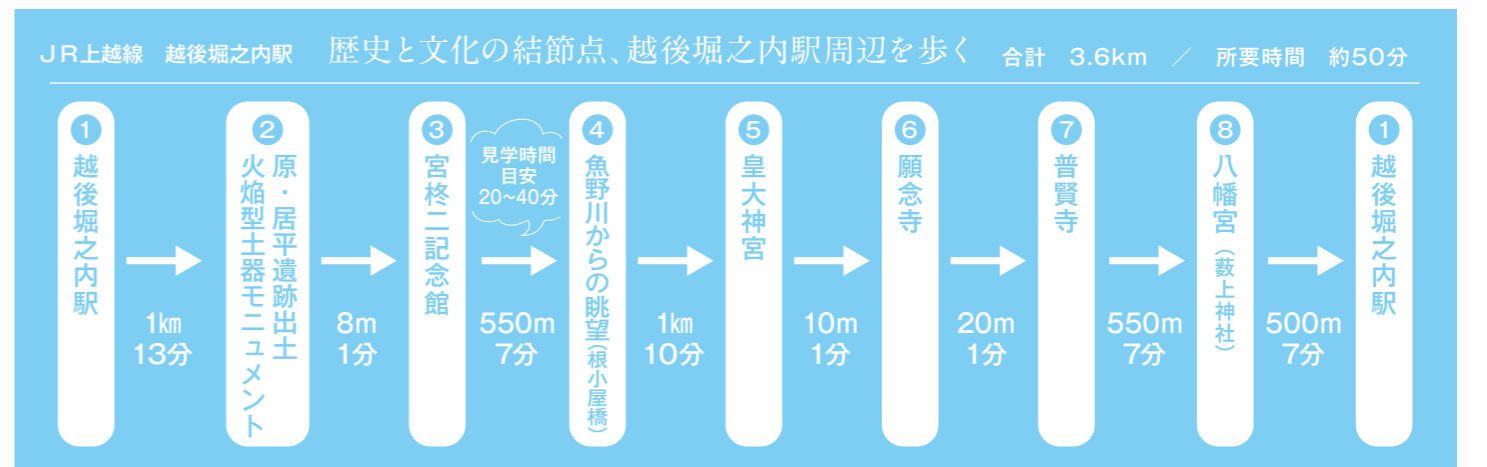 JR上越線 越後堀之内駅 歴史と文化の結節点、越後堀之内駅周辺を歩く 合計 3.6km / 所要時間 約50分
1
越後堀之内駅
1㎞
13分
2
原・居平遺跡出土
火焔型土器モニュメント
8m
1分
3
宮柊二記念館
見学時間
目安
20~40分
550m
7分
4
魚野川からの眺望(根小屋橋)
1㎞
10分
5
皇大神宮
10m
1分
6
願念寺
20m
1分
7
普賢寺
550m
7分
8
八幡宮(薮上神社)
500m
7分
1
越後堀之内駅